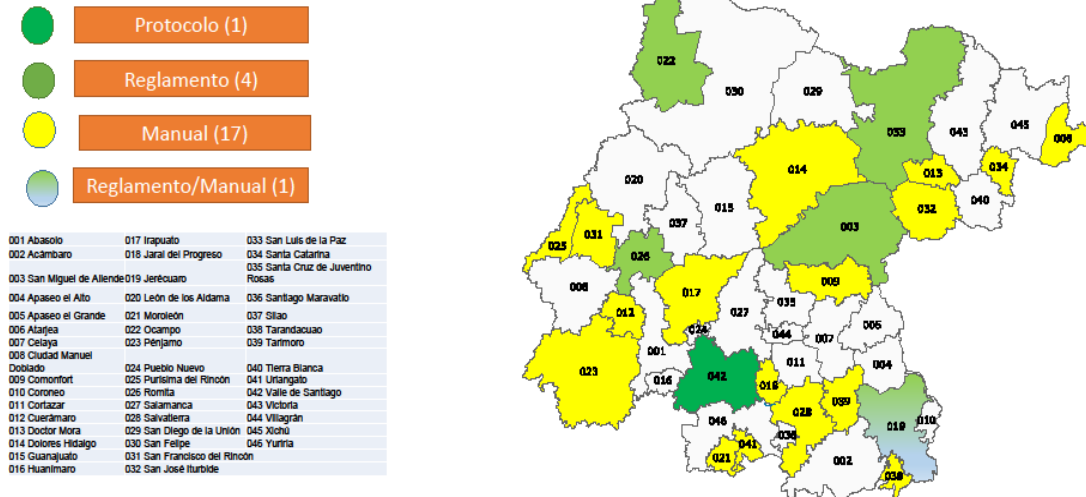 Protocolo (1)
Reglamento (4)
Manual (17)
Reglamento/Manual (1)
001 Abasolo 017 Irapuato 033 San Luis de la Paz
002 Acámbaro 018 Jaral del Progreso 034 Santa Catarina
003 San Miguel de Allende 019 Jerécuaro 035 Santa Cruz de Juventino Rosas
004 Apaseo el Alto 020 León de los Aldama 036 Santiago Maravatío
005 Apaseo el Grande 021 Moroleón 037 Silao
006 Atarjea 022 Ocampo 038 Tarandacuao
007 Celaya 023 Pénjamo 039 Tarimoro
008 Ciudad Manuel Doblado 024 Pueblo Nuevo 040 Tierra Blanca
009 Comonfort 025 Purísima del Rincón 041 Uriangato
010 Coroneo 026 Romita 042 Valle de Santiago
011 Cortazar 027 Salamanca 043 Victoria
012 Cuerámaro 028 Salvatierra 044 Villagrán
013 Doctor Mora 029 San Diego de la Unión 045 Xichú
014 Dolores Hidalgo 030 San Felipe 046 Yuriria
015 Guanajuato 031 San Francisco del Rincón
016 Huanimaro 032 San José Iturbide
022
030
029
033
043
045
006
034
013
014
040
032
020
015
037
003
031
025
026
008
017
009
012
035
027
005
024
044
007
001
011
004
023
016
042
018
039
028
019
010
046
036
041
021
002
038